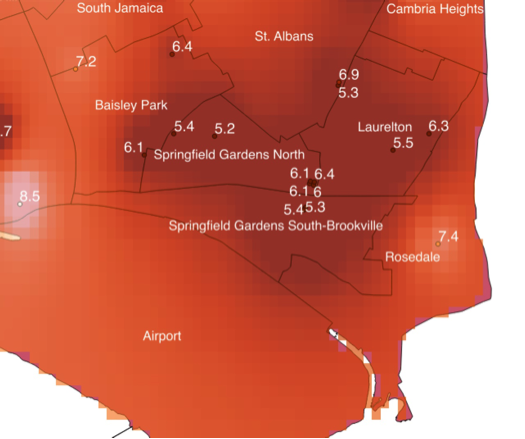 South Jamaica
Cambria Heights
St. Albans
6.4
7.2
6.9
5.3
Baisley Park
5.4
5.2
Laurelton
6.3
.7
6.1
Springfield Gardens North
5.5
6.1 6.4
6.1 6
8.5
5.4 5.3
Springfield Gardens South-Brookville
7.4
Rosedale
Airport